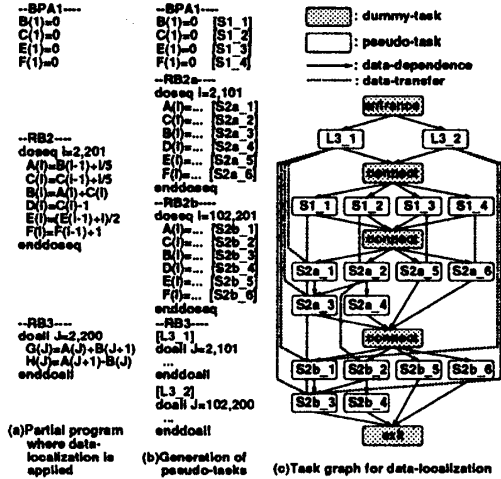 --BPA1----
B(1)=0
C(1)=0
E(1)=0
F(1)=0
--RB2----
doseq I=2,201
A(I)=B(I-1)+I/5
C(I)=C(I-1)+I/5
B(I)=A(I)+C(I)
D(I)=C(I)-1
E(I)=(E(I-1)+I)/2
F(I)=F(I-1)+1
enddoseq
--RB3----
doall J=2,200
G(J)=A(J)+B(J+1)
H(J)=A(J+1)-B(J)
enddoall
(a)Partial program
where data-
localization is
applied
--BPA1----
B(1)=0 [S1_1]
C(1)=0 [S1_2]
E(1)=0 [S1_3]
F(1)=0 [S1_4]
--RB2a----
doseq I=2,101
A(I)=... [S2a_1]
C(I)=... [S2a_2]
B(I)=... [S2a_3]
D(I)=... [S2a_4]
E(I)=... [S2a_5]
F(I)=... [S2a_6]
enddoseq
--RB2b----
doseq I=102,201
A(I)=... [S2b_1]
C(I)=... [S2b_2]
B(I)=... [S2b_3]
D(I)=... [S2b_4]
E(I)=... [S2b_5]
F(I)=... [S2b_6]
enddoseq
--RB3----
[L3_1]
doall J=2,101
...
enddoall
[L3_2]
doall J=102,200
...
enddoall
(b)Generation of
pseudo-tasks
: dummy-task
: pseudo-task
: data-dependence
: data-transfer
entrance
L3_1 L3_2
connect
S1_1 S1_2 S1_3 S1_4
connect
S2a_1 S2a_2 S2a_5 S2a_6
S2a_3 S2a_4
connect
S2b_1 S2b_2 S2b_5 S2b_6
S2b_3 S2b_4
exit
(c)Task graph for data-localization